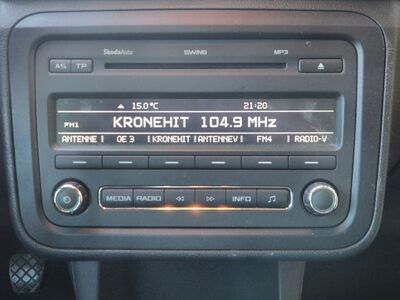 ŠkodaAuto SWING MP3
AS TP
15.0°C 21:20
FM1 KRONEHIT 104.9 MHz
ANTENNE OE 3 KRONEHIT ANTENNEV FM4 RADIO-V
MEDIA RADIO INFO